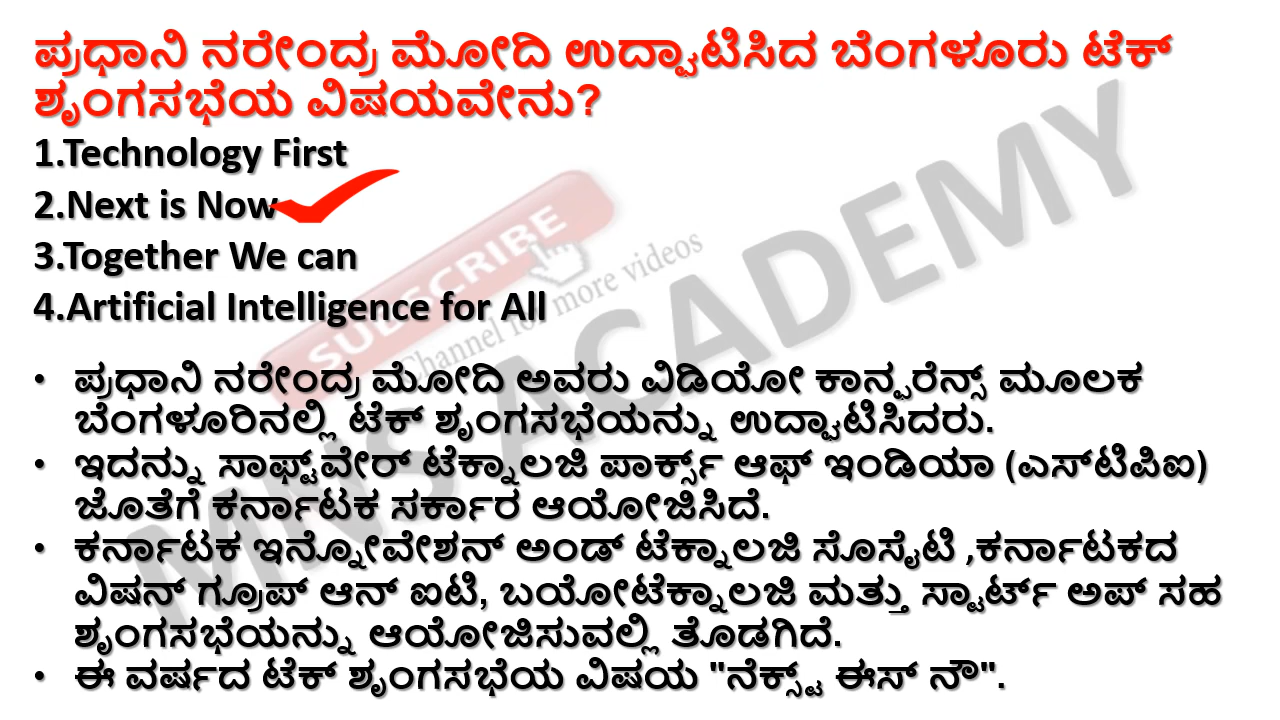 ಪ್ರಧಾನಿ ನರೇಂದ್ರ ಮೋದಿ ಉದ್ಘಾಟಿಸಿದ ಬೆಂಗಳೂರು ಟೆಕ್
ಶೃಂಗಸಭೆಯ ವಿಷಯವೇನು?
1.Technology First
2.Next is Now
3.Together We can
4.Artificial Intelligence for All
SUBSCRIBE
Channel for more videos
MNS ACADEMY
• ಪ್ರಧಾನಿ ನರೇಂದ್ರ ಮೋದಿ ಅವರು ವಿಡಿಯೋ ಕಾನ್ಫರೆನ್ಸ್ ಮೂಲಕ
ಬೆಂಗಳೂರಿನಲ್ಲಿ ಟೆಕ್ ಶೃಂಗಸಭೆಯನ್ನು ಉದ್ಘಾಟಿಸಿದರು.
• ಇದನ್ನು ಸಾಫ್ಟ್‌ವೇರ್ ಟೆಕ್ನಾಲಜಿ ಪಾರ್ಕ್ಸ್ ಆಫ್ ಇಂಡಿಯಾ (ಎಸ್‌ಟಿಪಿಐ)
ಜೊತೆಗೆ ಕರ್ನಾಟಕ ಸರ್ಕಾರ ಆಯೋಜಿಸಿದೆ.
• ಕರ್ನಾಟಕ ಇನ್ನೋವೇಶನ್ ಅಂಡ್ ಟೆಕ್ನಾಲಜಿ ಸೊಸೈಟಿ ,ಕರ್ನಾಟಕದ
ವಿಷನ್ ಗ್ರೂಪ್ ಆನ್ ಐಟಿ, ಬಯೋಟೆಕ್ನಾಲಜಿ ಮತ್ತು ಸ್ಟಾರ್ಟ್ ಅಪ್ ಸಹ
ಶೃಂಗಸಭೆಯನ್ನು ಆಯೋಜಿಸುವಲ್ಲಿ ತೊಡಗಿದೆ.
• ಈ ವರ್ಷದ ಟೆಕ್ ಶೃಂಗಸಭೆಯ ವಿಷಯ "ನೆಕ್ಸ್ಟ್ ಈಸ್ ನೌ".